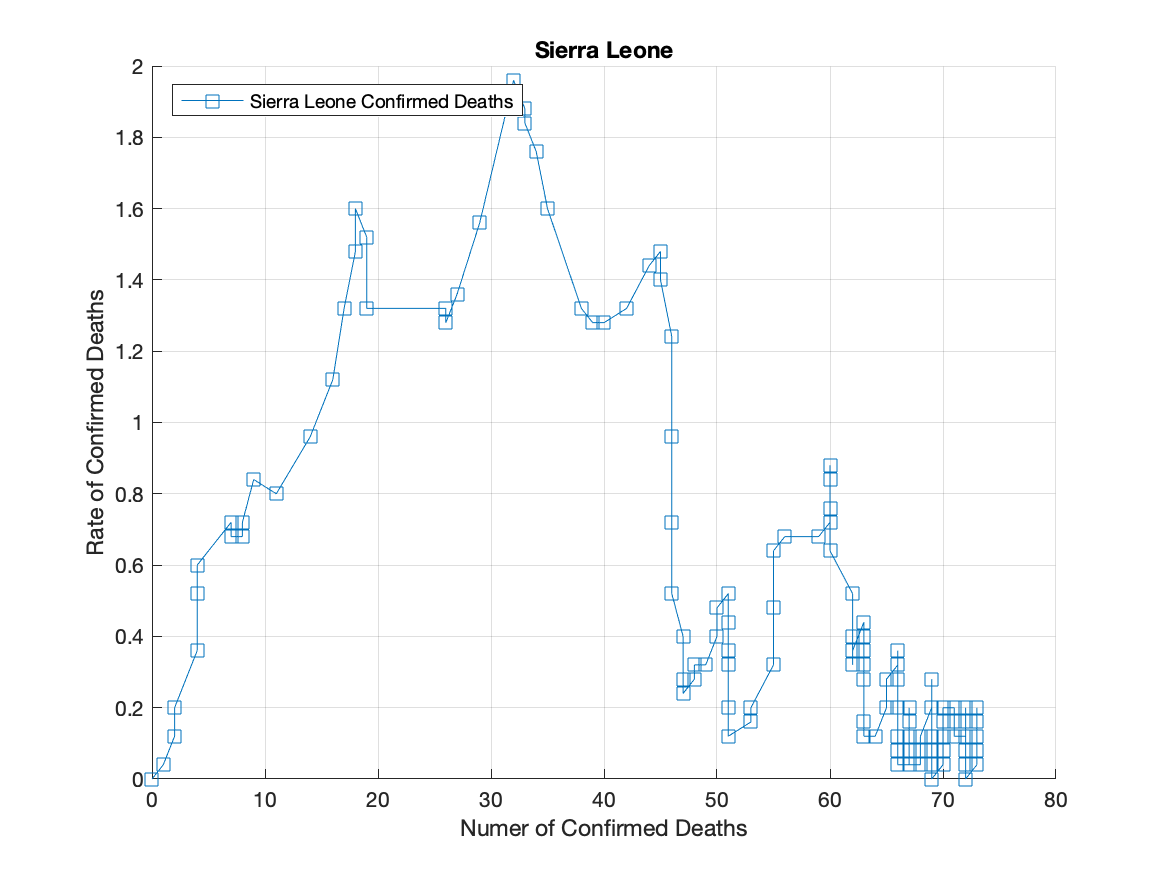 Sierra Leone
Sierra Leone Confirmed Deaths
Rate of Confirmed Deaths
2
1.8
1.6
1.4
1.2
1
0.8
0.6
0.4
0.2
0
0 10 20 30 40 50 60 70 80
Numer of Confirmed Deaths